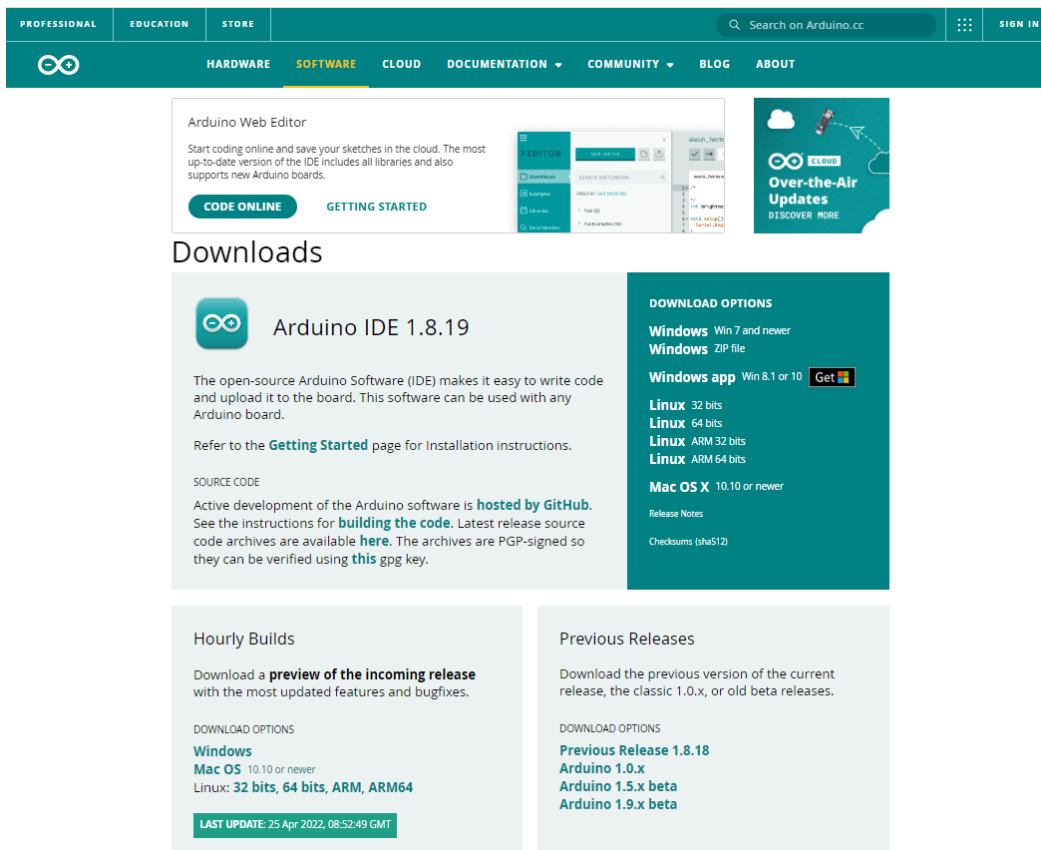 PROFESSIONAL
EDUCATION
STORE
Search on Arduino.cc
SIGN IN
HARDWARE
SOFTWARE
CLOUD
DOCUMENTATION
COMMUNITY
BLOG
ABOUT
Arduino Web Editor
Start coding online and save your sketches in the cloud. The most
up-to-date version of the IDE includes all libraries and also
supports new Arduino boards.
CODE ONLINE
GETTING STARTED
EDITOR
NEW SKETCH
SEARCH SKETCHBOOK
Sketchbook
Examples
Libraries
Serial Monitor
CLOUD
Over-the-Air
Updates
DISCOVER MORE
Downloads
Arduino IDE 1.8.19
The open-source Arduino Software (IDE) makes it easy to write code
and upload it to the board. This software can be used with any
Arduino board.
Refer to the Getting Started page for Installation instructions.
SOURCE CODE
Active development of the Arduino software is hosted by GitHub.
See the instructions for building the code. Latest release source
code archives are available here. The archives are PGP-signed so
they can be verified using this gpg key.
DOWNLOAD OPTIONS
Windows Win 7 and newer
Windows ZIP file
Windows app Win 8.1 or 10 Get
Linux 32 bits
Linux 64 bits
Linux ARM 32 bits
Linux ARM 64 bits
Mac OS X 10.10 or newer
Release Notes
Checksums (sha512)
Hourly Builds
Download a preview of the incoming release
with the most updated features and bugfixes.
DOWNLOAD OPTIONS
Windows
Mac OS 10.10 or newer
Linux: 32 bits, 64 bits, ARM, ARM64
LAST UPDATE: 25 Apr 2022, 08:52:49 GMT
Previous Releases
Download the previous version of the current
release, the classic 1.0.x, or old beta releases.
DOWNLOAD OPTIONS
Previous Release 1.8.18
Arduino 1.0.x
Arduino 1.5.x beta
Arduino 1.9.x beta